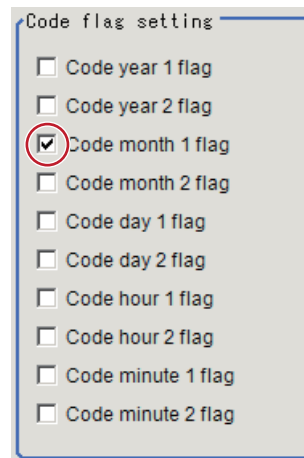 Code flag setting
Code year 1 flag
Code year 2 flag
Code month 1 flag
Code month 2 flag
Code day 1 flag
Code day 2 flag
Code hour 1 flag
Code hour 2 flag
Code minute 1 flag
Code minute 2 flag